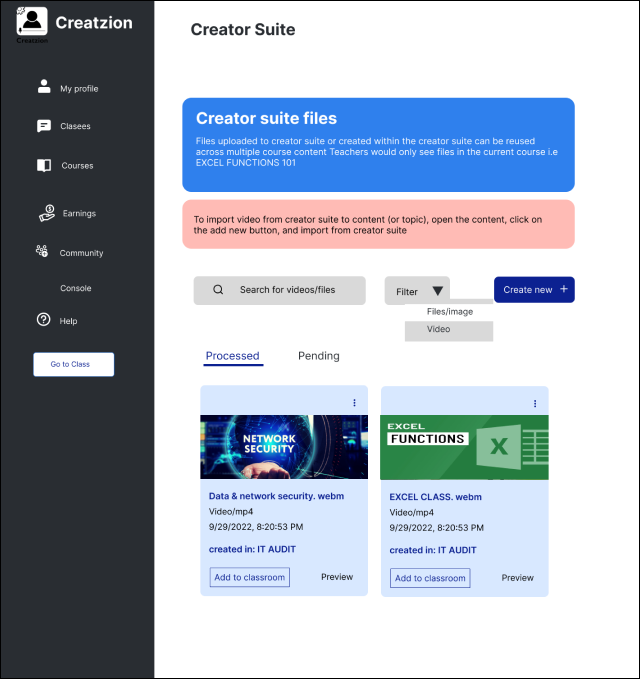 Creatzion
Creatzion
My profile
Clasees
Courses
Earnings
Community
Console
Help
Go to Class
Creator Suite
Creator suite files
Files uploaded to creator suite or created within the creator suite can be reused
across multiple course content Teachers would only see files in the current course i.e
EXCEL FUNCTIONS 101
To import video from creator suite to content (or topic), open the content, click on
the add new button, and import from creator suite
Search for videos/files
Filter
Create new +
Files/image
Video
Processed
Pending
NETWORK
SECURITY
Data & network security. webm
Video/mp4
9/29/2022, 8:20:53 PM
created in: IT AUDIT
Add to classroom
Preview
EXCEL
FUNCTIONS
X
EXCEL CLASS. webm
Video/mp4
9/29/2022, 8:20:53 PM
created in: IT AUDIT
Add to classroom
Preview